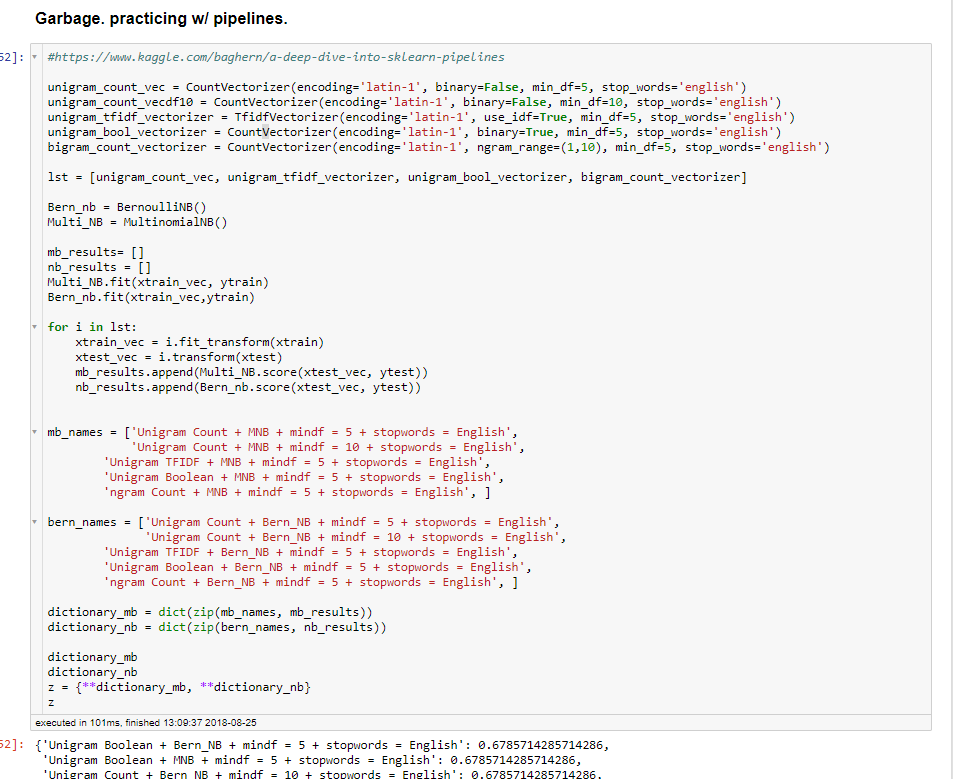 Garbage. practicing w/ pipelines.
52]:
#https://www.kaggle.com/baghern/a-deep-dive-into-sklearn-pipelines
unigram_count_vec = CountVectorizer(encoding='latin-1', binary=False, min_df=5, stop_words='english')
unigram_count_vecdf10 = CountVectorizer(encoding='latin-1', binary=False, min_df=10, stop_words='english')
unigram_tfidf_vectorizer = TfidfVectorizer(encoding='latin-1', use_idf=True, min_df=5, stop_words='english')
unigram_bool_vectorizer = CountVectorizer(encoding='latin-1', binary=True, min_df=5, stop_words='english')
bigram_count_vectorizer = CountVectorizer(encoding='latin-1', ngram_range=(1,10), min_df=5, stop_words='english')
lst = [unigram_count_vec, unigram_tfidf_vectorizer, unigram_bool_vectorizer, bigram_count_vectorizer]
Bern_nb = BernoulliNB()
Multi_NB = MultinomialNB()
mb_results= []
nb_results = []
Multi_NB.fit(xtrain_vec, ytrain)
Bern_nb.fit(xtrain_vec,ytrain)
for i in lst:
    xtrain_vec = i.fit_transform(xtrain)
    xtest_vec = i.transform(xtest)
    mb_results.append(Multi_NB.score(xtest_vec, ytest))
    nb_results.append(Bern_nb.score(xtest_vec, ytest))
mb_names = ['Unigram Count + MNB + mindf = 5 + stopwords = English',
            'Unigram Count + MNB + mindf = 10 + stopwords = English',
        'Unigram TFIDF + MNB + mindf = 5 + stopwords = English',
        'Unigram Boolean + MNB + mindf = 5 + stopwords = English',
        'ngram Count + MNB + mindf = 5 + stopwords = English', ]
bern_names = ['Unigram Count + Bern_NB + mindf = 5 + stopwords = English',
              'Unigram Count + Bern_NB + mindf = 10 + stopwords = English',
        'Unigram TFIDF + Bern_NB + mindf = 5 + stopwords = English',
        'Unigram Boolean + Bern_NB + mindf = 5 + stopwords = English',
        'ngram Count + Bern_NB + mindf = 5 + stopwords = English', ]
dictionary_mb = dict(zip(mb_names, mb_results))
dictionary_nb = dict(zip(bern_names, nb_results))
dictionary_mb
dictionary_nb
z = {**dictionary_mb, **dictionary_nb}
z
executed in 101ms, finished 13:09:37 2018-08-25
52]: {'Unigram Boolean + Bern_NB + mindf = 5 + stopwords = English': 0.6785714285714286,
 'Unigram Boolean + MNB + mindf = 5 + stopwords = English': 0.6785714285714286,
 'Unigram Count + Bern_NB + mindf = 10 + stopwords = English': 0.6785714285714286,